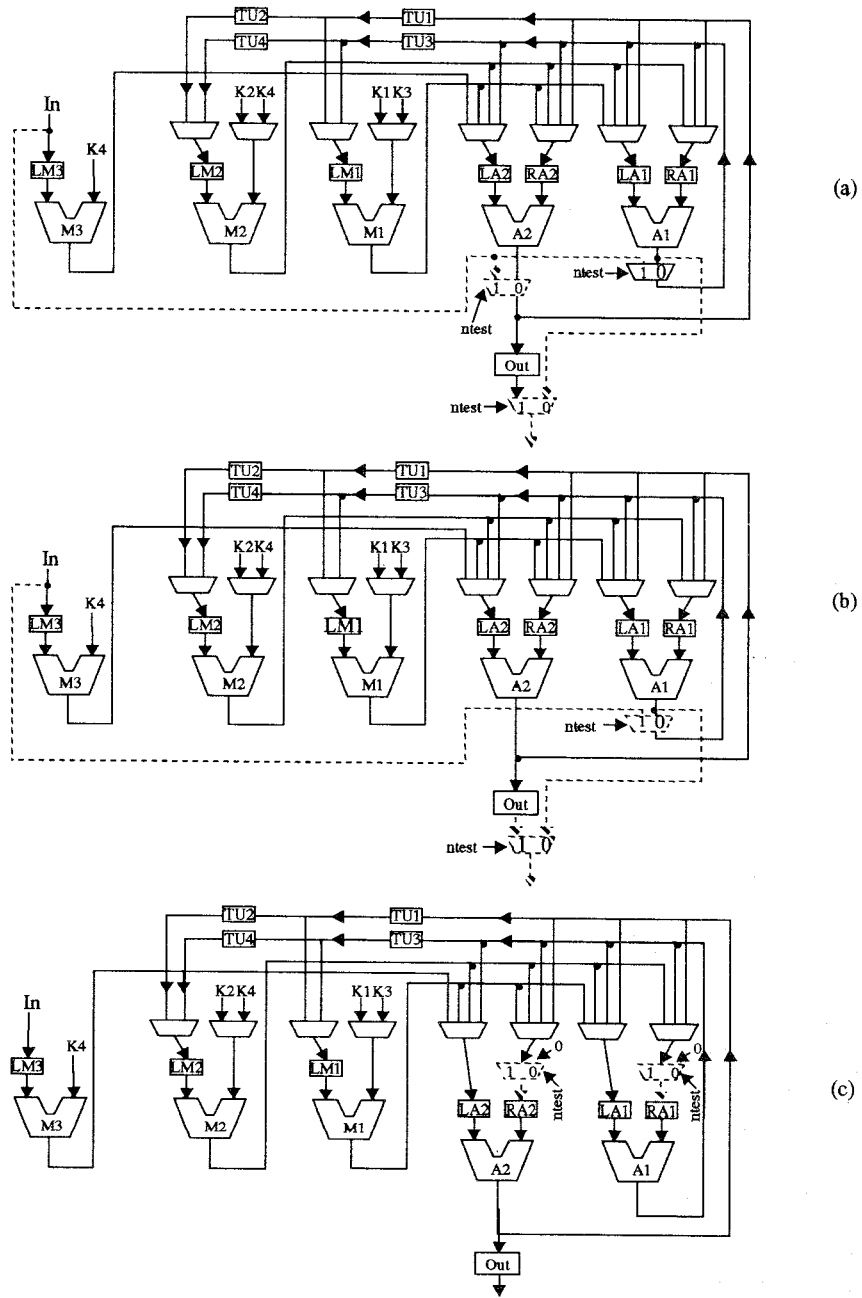 TU2 TU1
TU4 TU3
In
K2 K4 K1 K3
K4
LM3 LM2 LM1 LA2 RA2 LA1 RA1
(a)
M3 M2 M1 A2 A1
ntest 1 0
1 0
ntest
Out
ntest 1 0
TU2 TU1
TU4 TU3
In
K2 K4 K1 K3
K4
(b)
LM3 LM2 LM1 LA2 RA2 LA1 RA1
M3 M2 M1 A2 A1
ntest 1 0
Out
ntest 1 0
TU2 TU1
TU4 TU3
In
K2 K4 K1 K3
K4
0 0
LM3 LM2 LM1 1 0 1 0
(c)
ntest ntest
LA2 RA2 LA1 RA1
M3 M2 M1
A2 A1
Out